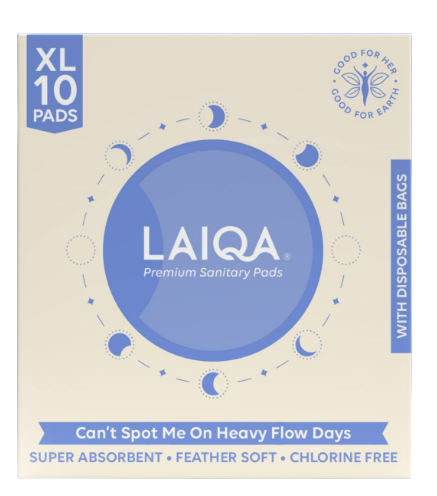 XL
10
PADS
GOOD FOR HER
GOOD FOR EARTH
LAIQA®
Premium Sanitary Pads
WITH DISPOSABLE BAGS
Can't Spot Me On Heavy Flow Days
SUPER ABSORBENT • FEATHER SOFT • CHLORINE FREE